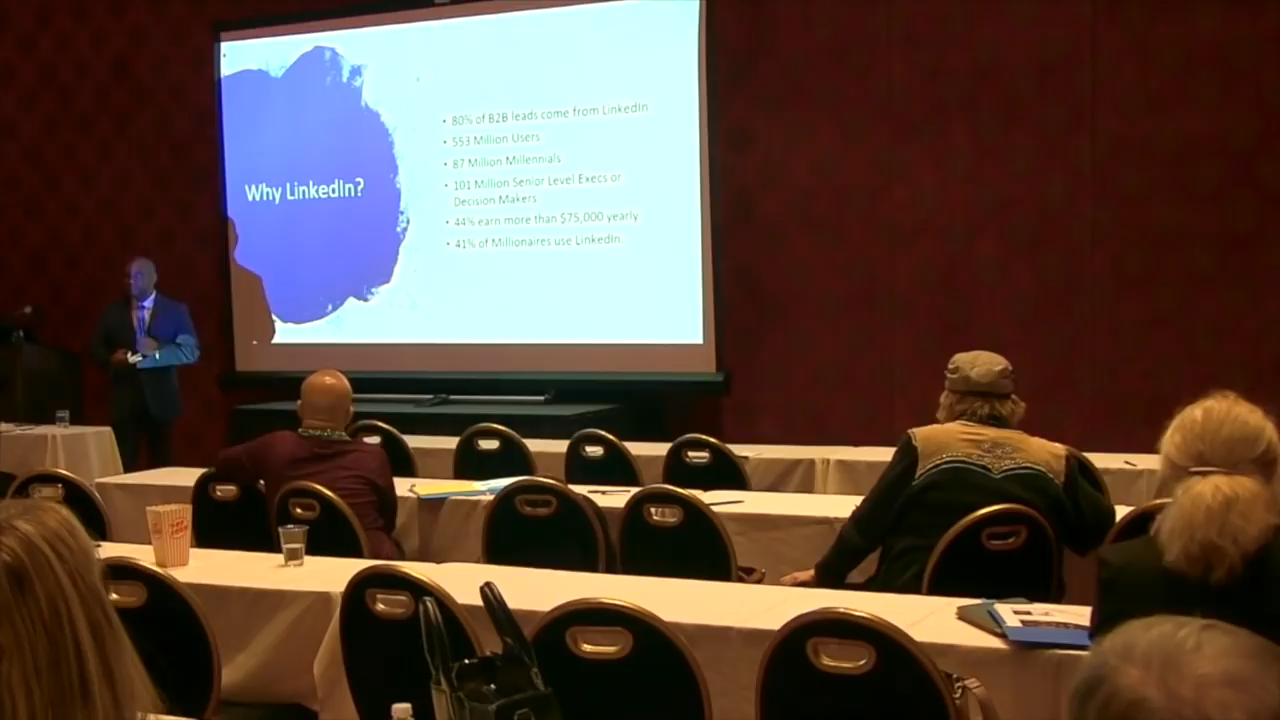 Why LinkedIn?
• 80% of B2B leads come from LinkedIn
• 553 Million Users
• 87 Million Millennials
• 101 Million Senior Level Execs or
Decision Makers
• 44% earn more than $75,000 yearly
• 41% of Millionaires use LinkedIn.